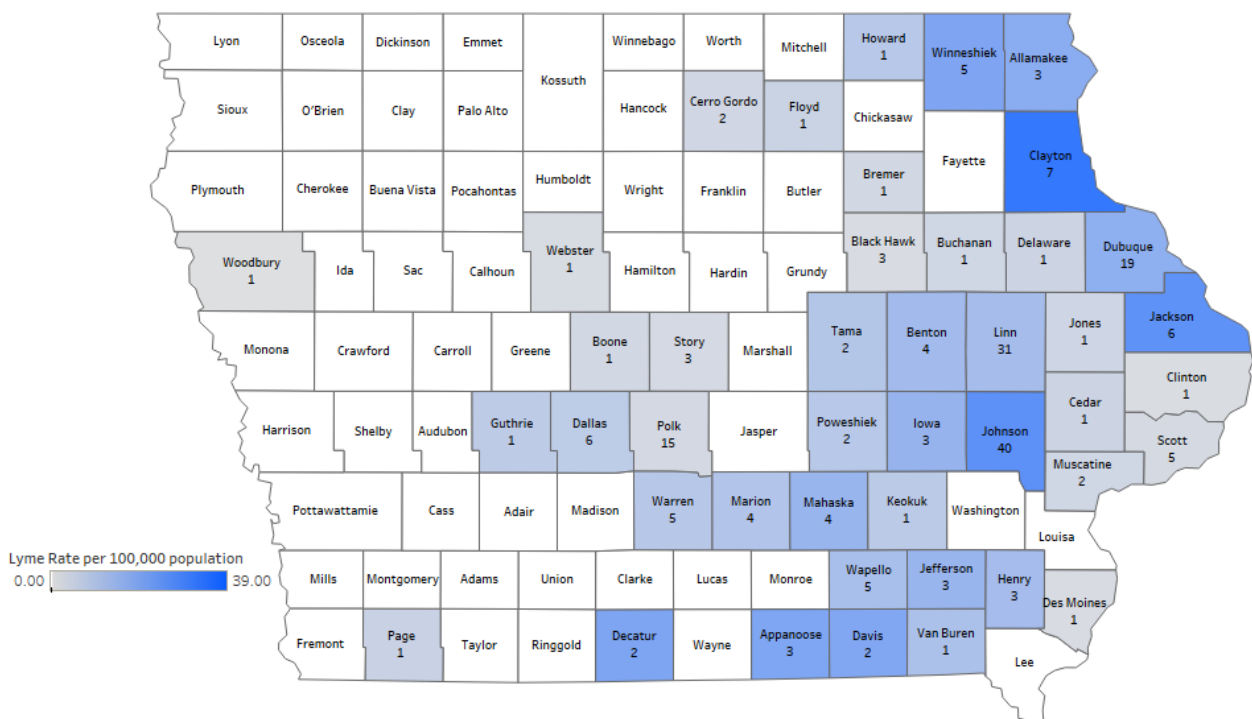 Lyon
Osceola
Dickinson
Emmet
Winnebago
Worth
Mitchell
Howard
1
Winneshiek
5
Allamakee
3
Kossuth
Sioux
O'Brien
Clay
Palo Alto
Hancock
Cerro Gordo
2
Floyd
1
Chickasaw
Fayette
Clayton
7
Plymouth
Cherokee
Buena Vista
Pocahontas
Humboldt
Wright
Franklin
Butler
Bremer
1
Woodbury
1
Ida
Sac
Calhoun
Webster
1
Hamilton
Hardin
Grundy
Black Hawk
3
Buchanan
1
Delaware
1
Dubuque
19
Monona
Crawford
Carroll
Greene
Boone
1
Story
3
Marshall
Tama
2
Benton
4
Linn
31
Jones
1
Jackson
6
Clinton
1
Harrison
Shelby
Audubon
Guthrie
1
Dallas
6
Polk
15
Jasper
Poweshiek
2
Iowa
3
Johnson
40
Cedar
1
Scott
5
Muscatine
2
Pottawattamie
Cass
Adair
Madison
Warren
5
Marion
4
Mahaska
4
Keokuk
1
Washington
Louisa
Lyme Rate per 100,000 population
0.00
39.00
Mills
Montgomery
Adams
Union
Clarke
Lucas
Monroe
Wapello
5
Jefferson
3
Henry
3
Des Moines
1
Fremont
Page
1
Taylor
Ringgold
Decatur
2
Wayne
Appanoose
3
Davis
2
Van Buren
1
Lee